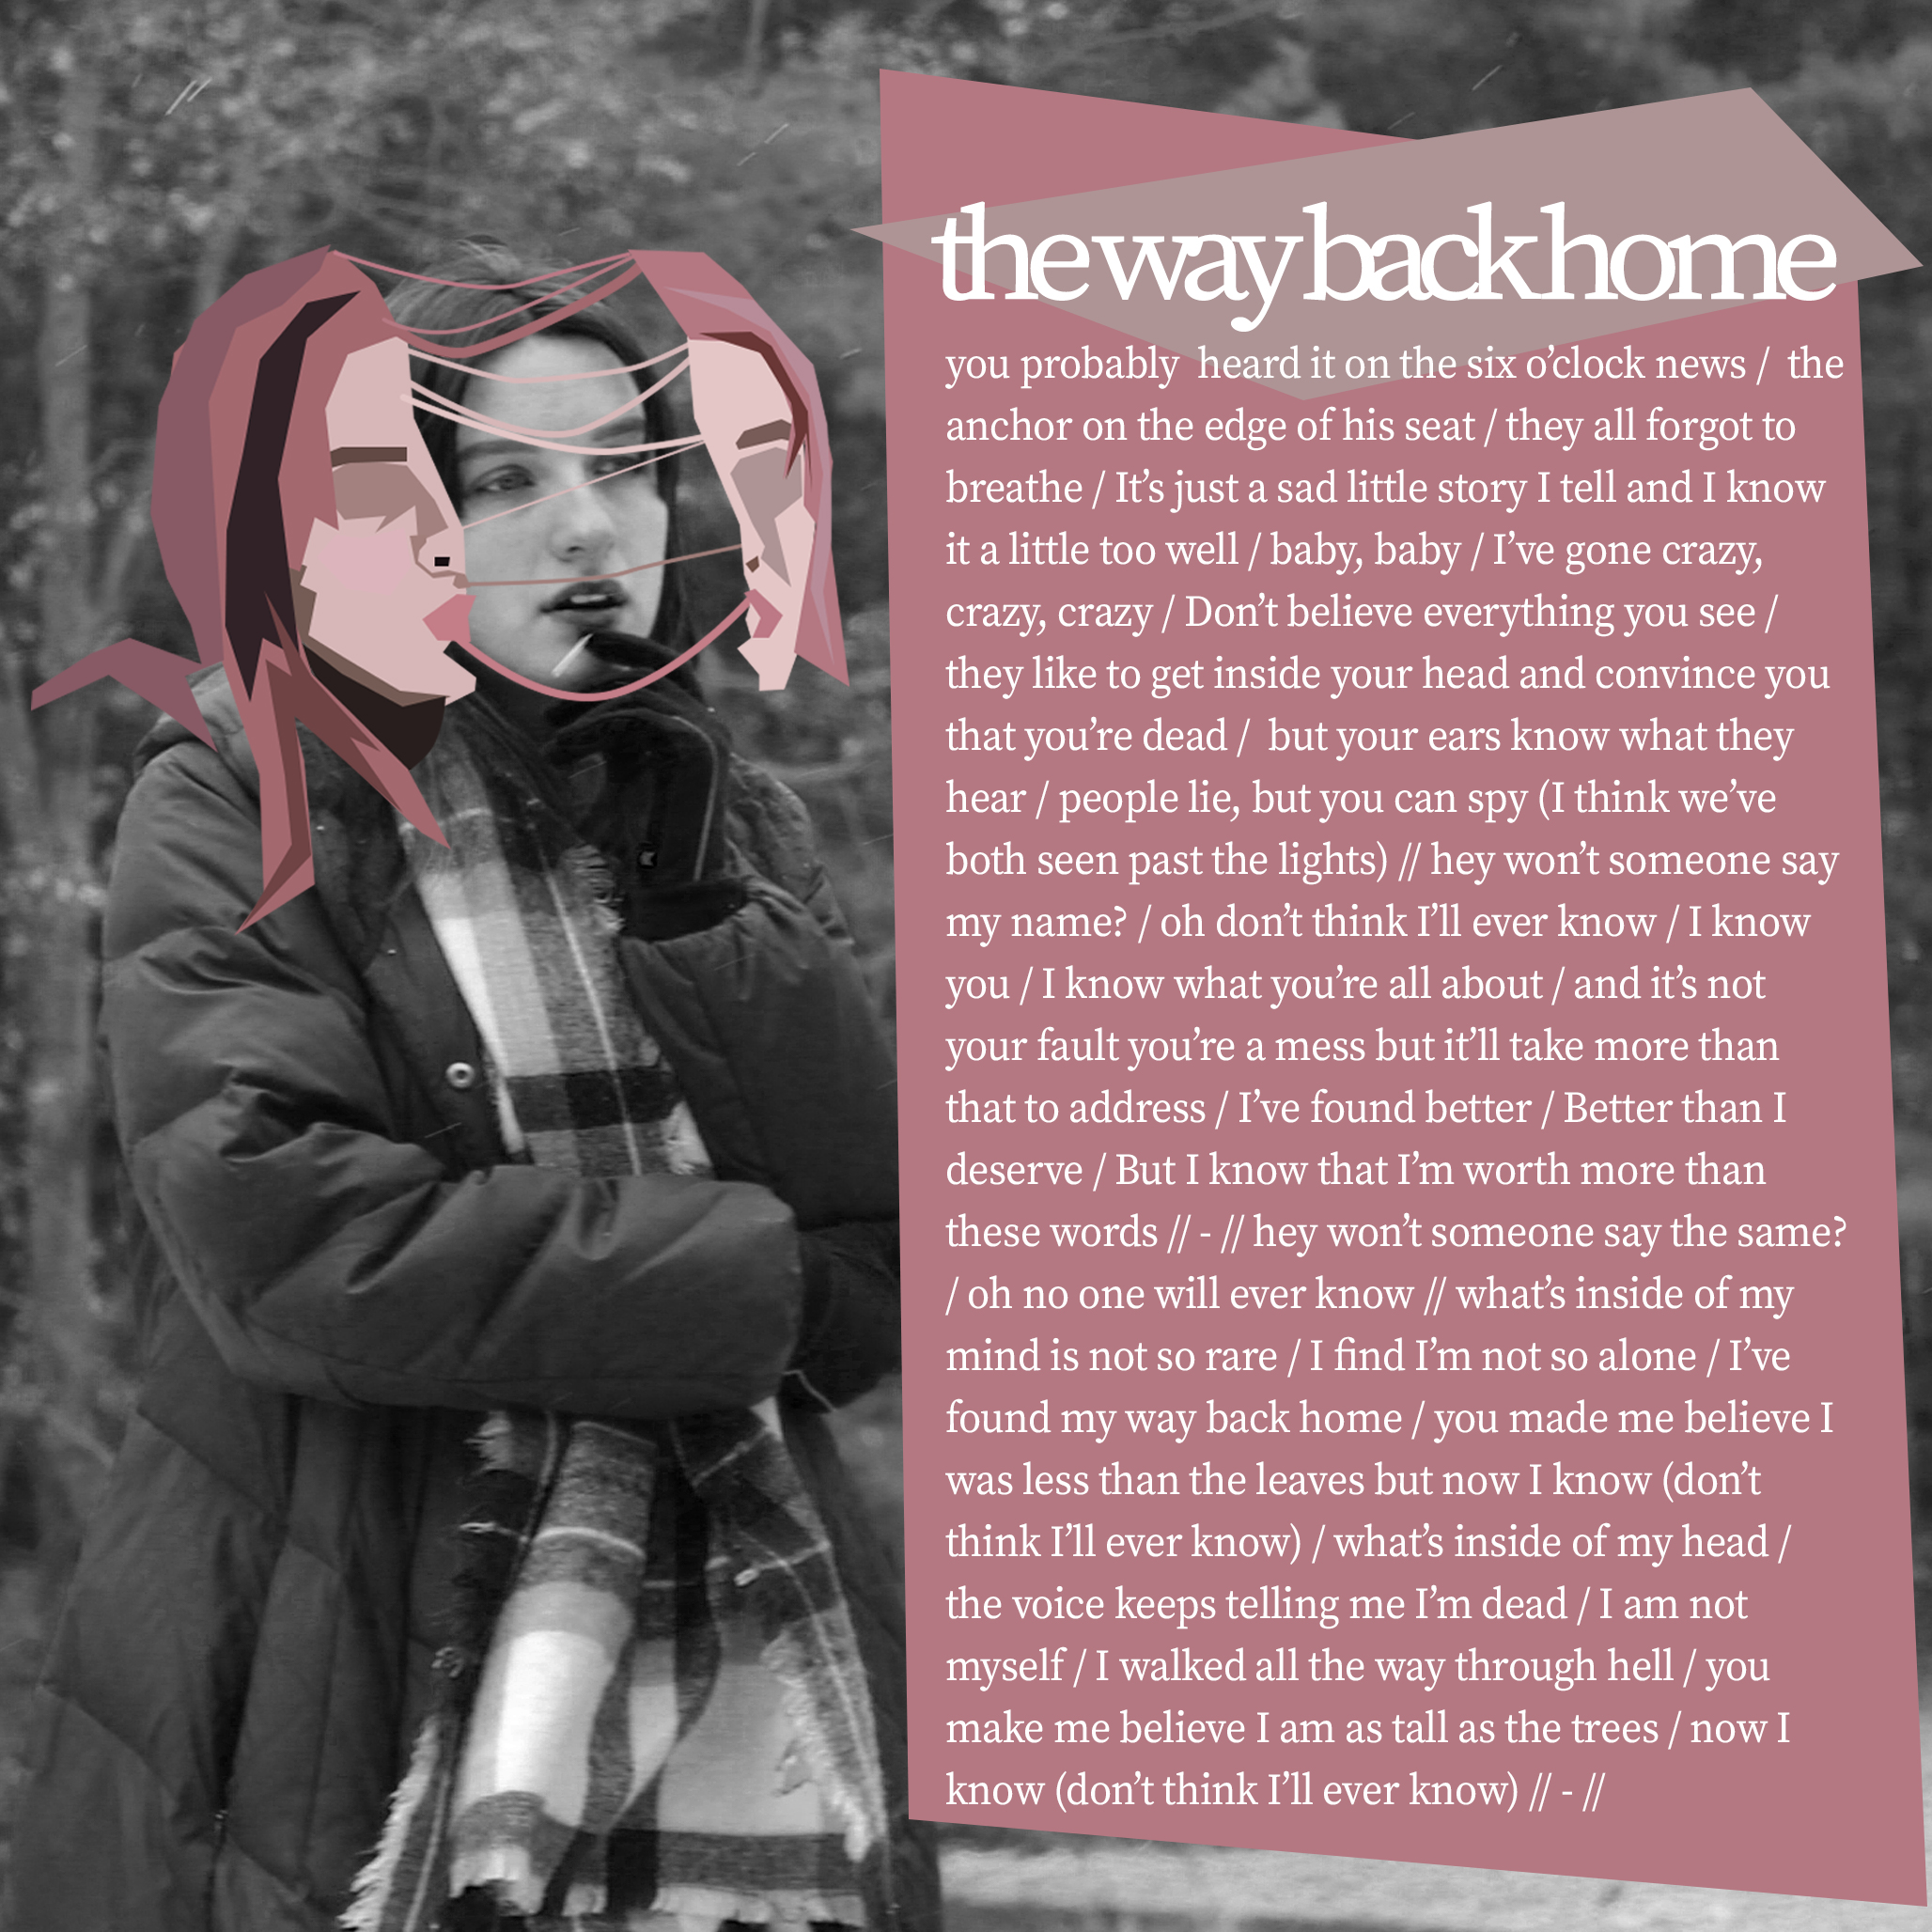 the way back home
you probably  heard it on the six o’clock news /  the
anchor on the edge of his seat / they all forgot to
breathe / It’s just a sad little story I tell and I know
it a little too well / baby, baby / I’ve gone crazy,
crazy, crazy / Don’t believe everything you see /
they like to get inside your head and convince you
that you’re dead /  but your ears know what they
hear / people lie, but you can spy (I think we’ve
both seen past the lights) // hey won’t someone say
my name? / oh don’t think I’ll ever know / I know
you / I know what you’re all about / and it’s not
your fault you’re a mess but it’ll take more than
that to address / I’ve found better / Better than I
deserve / But I know that I’m worth more than
these words // - // hey won’t someone say the same?
/ oh no one will ever know // what’s inside of my
mind is not so rare / I find I’m not so alone / I’ve
found my way back home / you made me believe I
was less than the leaves but now I know (don’t
think I’ll ever know) / what’s inside of my head /
the voice keeps telling me I’m dead / I am not
myself / I walked all the way through hell / you
make me believe I am as tall as the trees / now I
know (don’t think I’ll ever know) // - //